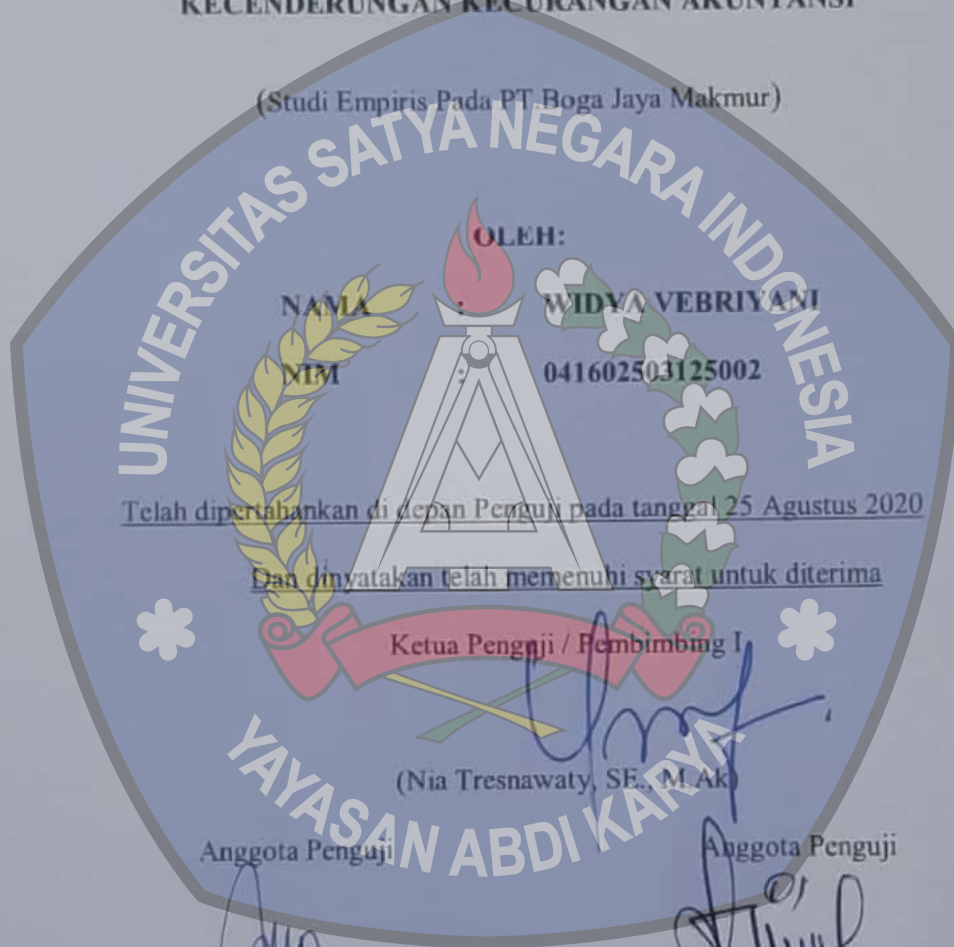 KECENDERUNGAN KECURANGAN AKUNTANSI
(Studi Empiris Pada PT.Boga Jaya Makmur)
UNIVERSITAS SATYA NEGARA INDONESIA
OLEH:
NAMA : WIDYA VEBRIYANI
NIM : 041602503125002
Telah dipertahankan di depan Penguji pada tanggal 25 Agustus 2020
Dan dinyatakan telah memenuhi syarat untuk diterima
Ketua Penguji / Pembimbing I
(Nia Tresnawaty, SE., M.Ak)
YAYASAN ABDI KARYA
Anggota Penguji Anggota Penguji